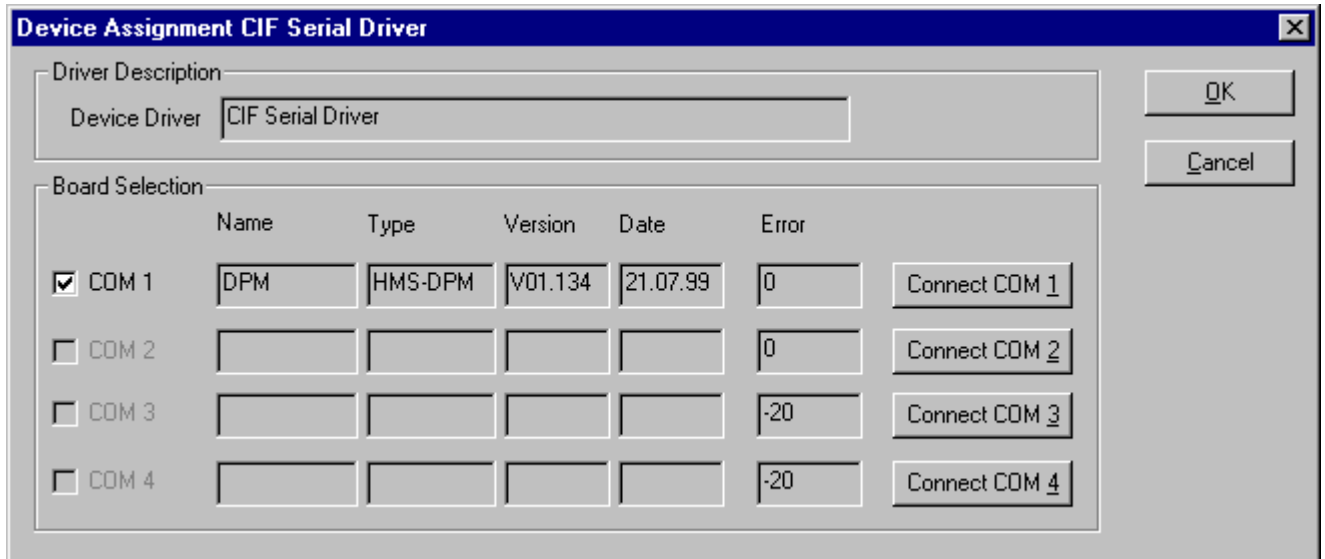 Device Assignment CIF Serial Driver
Driver Description
Device Driver CIF Serial Driver
OK
Cancel
Board Selection
Name Type Version Date Error
COM 1 DPM HMS-DPM V01.134 21.07.99 0 Connect COM 1
COM 2 0 Connect COM 2
COM 3 -20 Connect COM 3
COM 4 -20 Connect COM 4